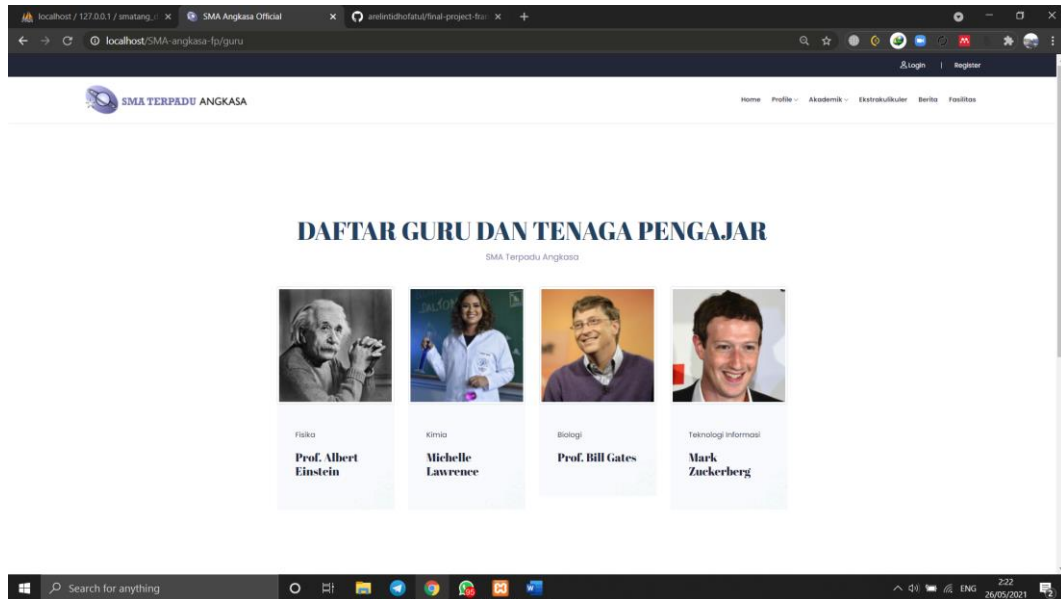 localhost / 127.0.0.1 / smatang_d
SMA Angkasa Official
arelintidhofatul/final-project-fran
localhost/SMA-angkasa-fp/guru
Login | Register
SMA TERPADU ANGKASA
Home Profile Akademik Ekstrakulikuler Berita Fasilitas
DAFTAR GURU DAN TENAGA PENGAJAR
SMA Terpadu Angkasa
Fisika
Prof. Albert
Einstein
Kimia
Michelle
Lawrence
Biologi
Prof. Bill Gates
Teknologi Informasi
Mark
Zuckerberg
Search for anything
ENG
2:22
26/05/2021